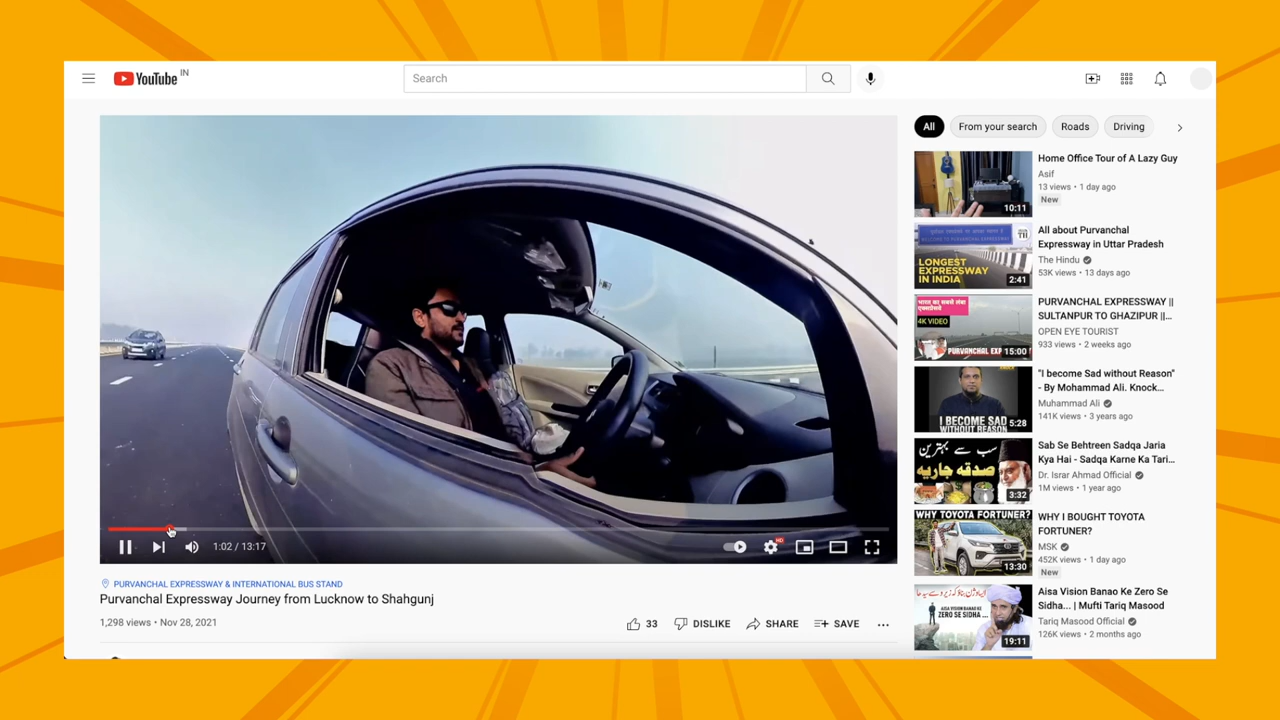 YouTube IN
Search
All
From your search
Roads
Driving
1:02 / 13:17
HD
PURVANCHAL EXPRESSWAY & INTERNATIONAL BUS STAND
Purvanchal Expressway Journey from Lucknow to Shahgunj
1,298 views • Nov 28, 2021
33
DISLIKE
SHARE
SAVE
10:11
Home Office Tour of A Lazy Guy
Asif
13 views • 1 day ago
New
LONGEST
EXPRESSWAY
IN INDIA
2:41
All about Purvanchal
Expressway in Uttar Pradesh
The Hindu
53K views • 13 days ago
4K VIDEO
PURVANCHAL EXP
15:00
PURVANCHAL EXPRESSWAY ||
SULTANPUR TO GHAZIPUR ||...
OPEN EYE TOURIST
933 views • 2 weeks ago
I BECOME SAD
WITHOUT REASON
5:28
"I become Sad without Reason"
- By Mohammad Ali. Knock...
Muhammad Ali
141K views • 3 years ago
سب سے بہترین
صدقہ جاریہ
3:32
Sab Se Behtreen Sadqa Jaria
Kya Hai - Sadqa Karne Ka Tari...
Dr. Israr Ahmad Official
1M views • 1 year ago
WHY TOYOTA FORTUNER?
13:30
WHY I BOUGHT TOYOTA
FORTUNER?
MSK
452K views • 1 day ago
New
AISA VISION BANAO KE
ZERO SE SIDHA...
19:11
Aisa Vision Banao Ke Zero Se
Sidha... | Mufti Tariq Masood
Tariq Masood Official
126K views • 2 months ago